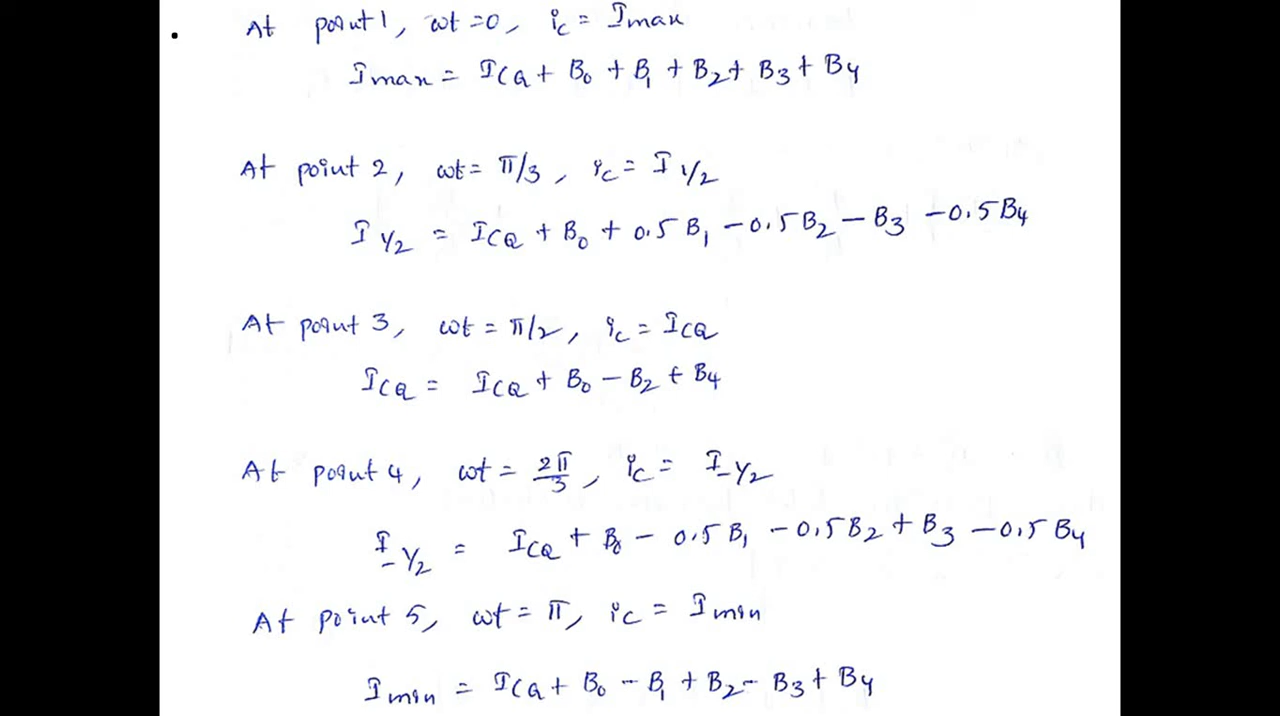 At point 1, ωt = 0, ic = Imax
Imax = ICQ + B0 + B1 + B2 + B3 + B4
At point 2, ωt = π/3, ic = I 1/2
I 1/2 = ICQ + B0 + 0.5 B1 - 0.5 B2 - B3 - 0.5 B4
At point 3, ωt = π/2, ic = ICQ
ICQ = ICQ + B0 - B2 + B4
At point 4, ωt = 2π/3, ic = I -1/2
I -1/2 = ICQ + B0 - 0.5 B1 - 0.5 B2 + B3 - 0.5 B4
At point 5, ωt = π, ic = Imin
Imin = ICQ + B0 - B1 + B2 - B3 + B4